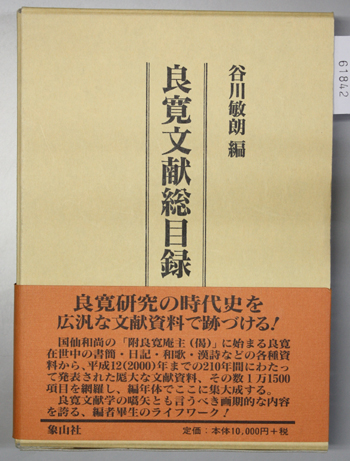 谷川敏朗 編
良寛文献総目録
良寛研究の時代史を
広汎な文献資料で跡づける!
国仙和尚の「附良寛庵主(偈)」に始まる良寛
在世中の書簡・日記・和歌・漢詩などの各種資
料から、平成12(2000)年までの210年間にわたっ
て発表された厖大な文献資料、その数1万1500
項目を網羅し、編年体でここに集大成する。
良寛文献学の嚆矢とも言うべき画期的な内容
を誇る、編者畢生のライフワーク!
象山社
定価:本体10,000円+税
61842